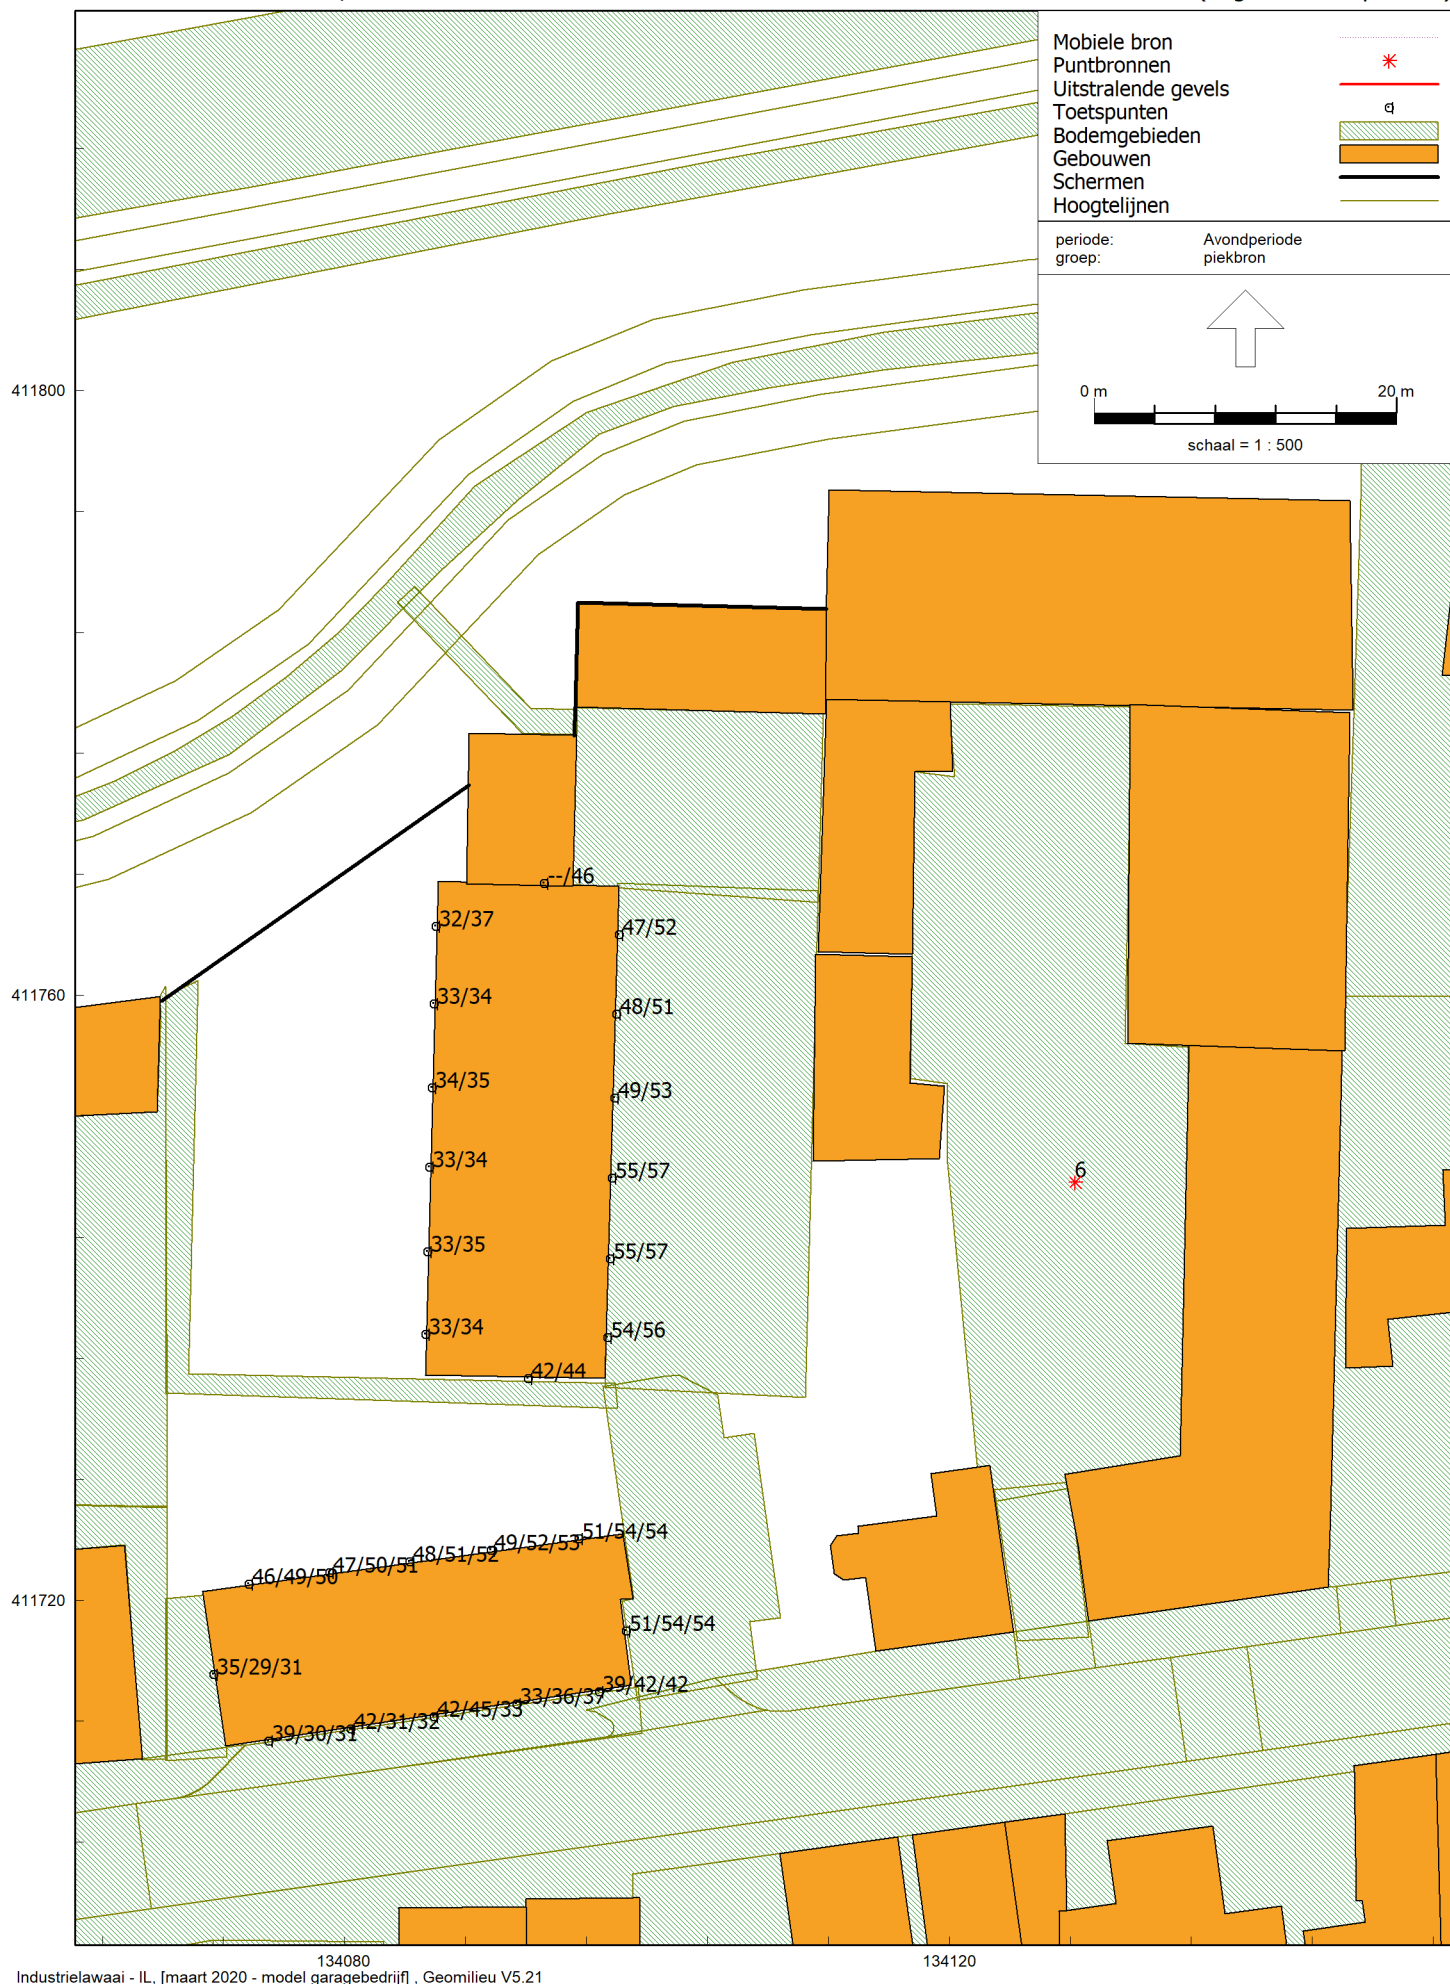 Mobiele bron
Puntbronnen
Uitstralende gevels
Toetspunten
Bodemgebieden
Gebouwen
Schermen
Hoogtelijnen
periode: Avondperiode
groep: piekbron
0 m 20 m
schaal = 1 : 500
411800
--/46
32/37
47/52
411760
33/34
48/51
34/35
49/53
33/34
55/57
6
33/35
55/57
33/34
54/56
42/44
51/54/54
49/52/53
48/51/52
47/50/51
46/49/50
411720
51/54/54
35/29/31
39/42/42
33/36/37
42/45/33
42/31/32
39/30/31
134080 134120
Industrielawaai - IL, [maart 2020 - model garagebedrijf] , Geomilieu V5.21